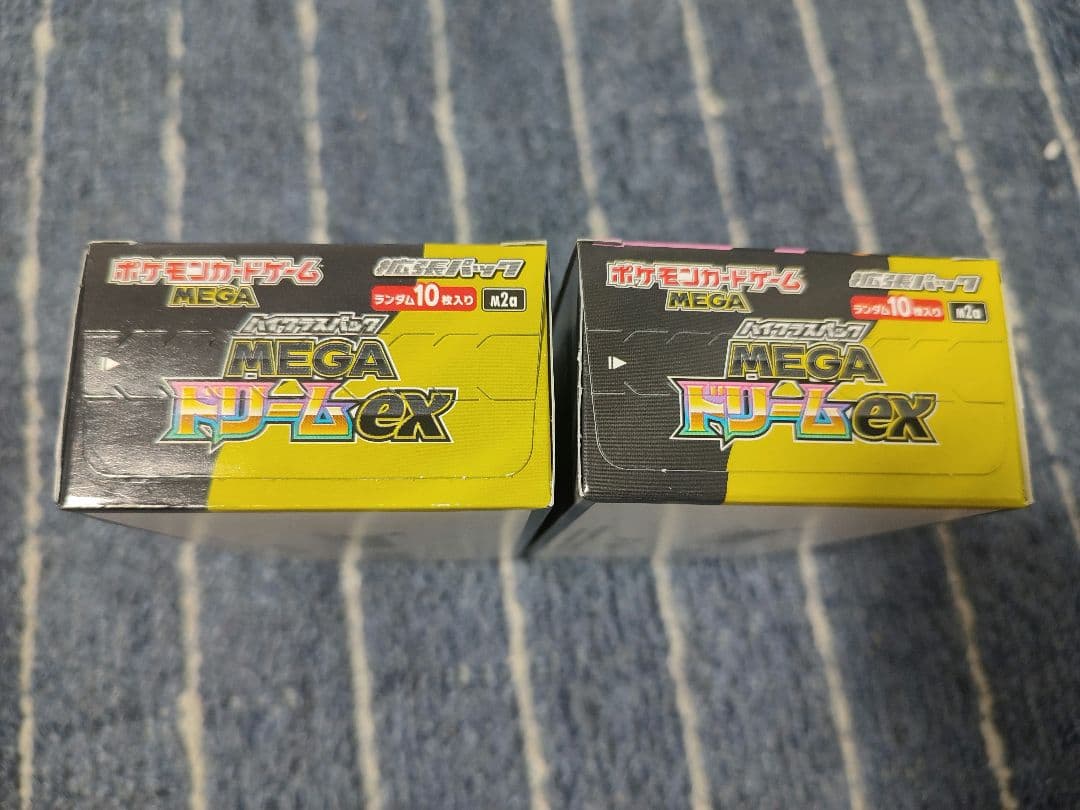 ポケモンカードゲーム
MEGA
拡張パック
ランダム10枚入り
M2a
ハイクラスパック
MEGA
ドリームex
ポケモンカードゲーム
MEGA
拡張パック
ランダム10枚入り
M2a
ハイクラスパック
MEGA
ドリームex